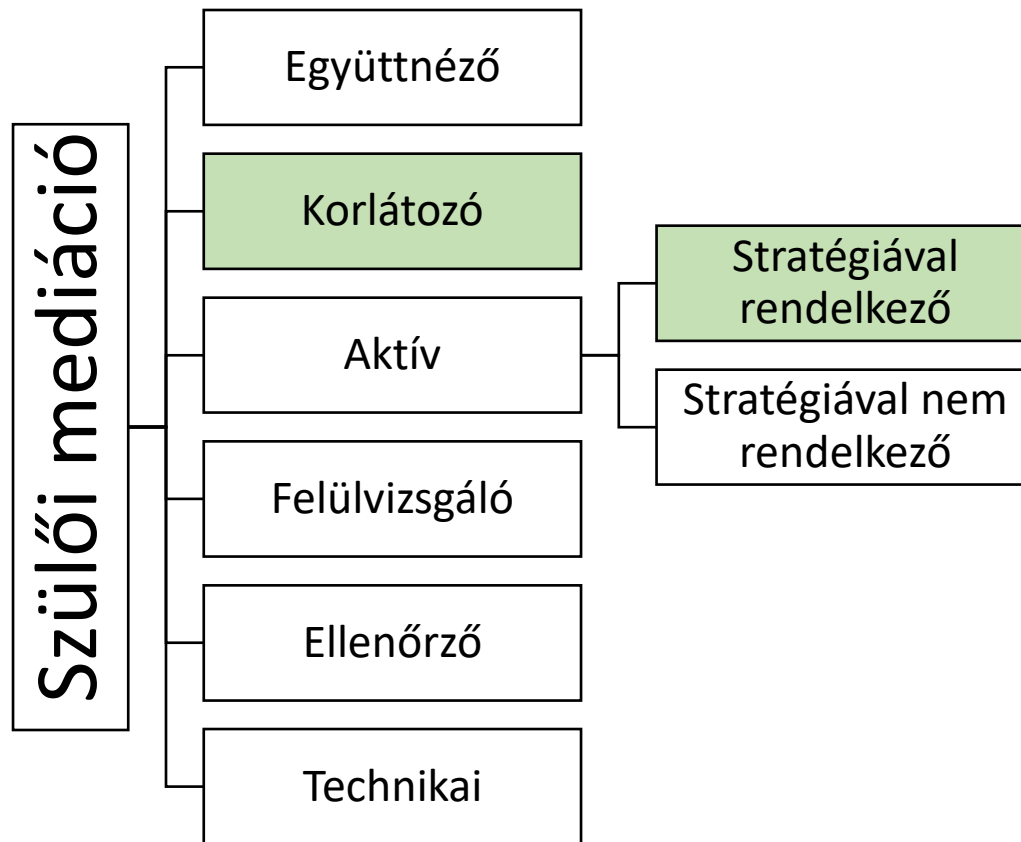 Szülői mediáció
Együttnéző
Korlátozó
Aktív
Stratégiával
rendelkező
Stratégiával nem
rendelkező
Felülvizsgáló
Ellenőrző
Technikai